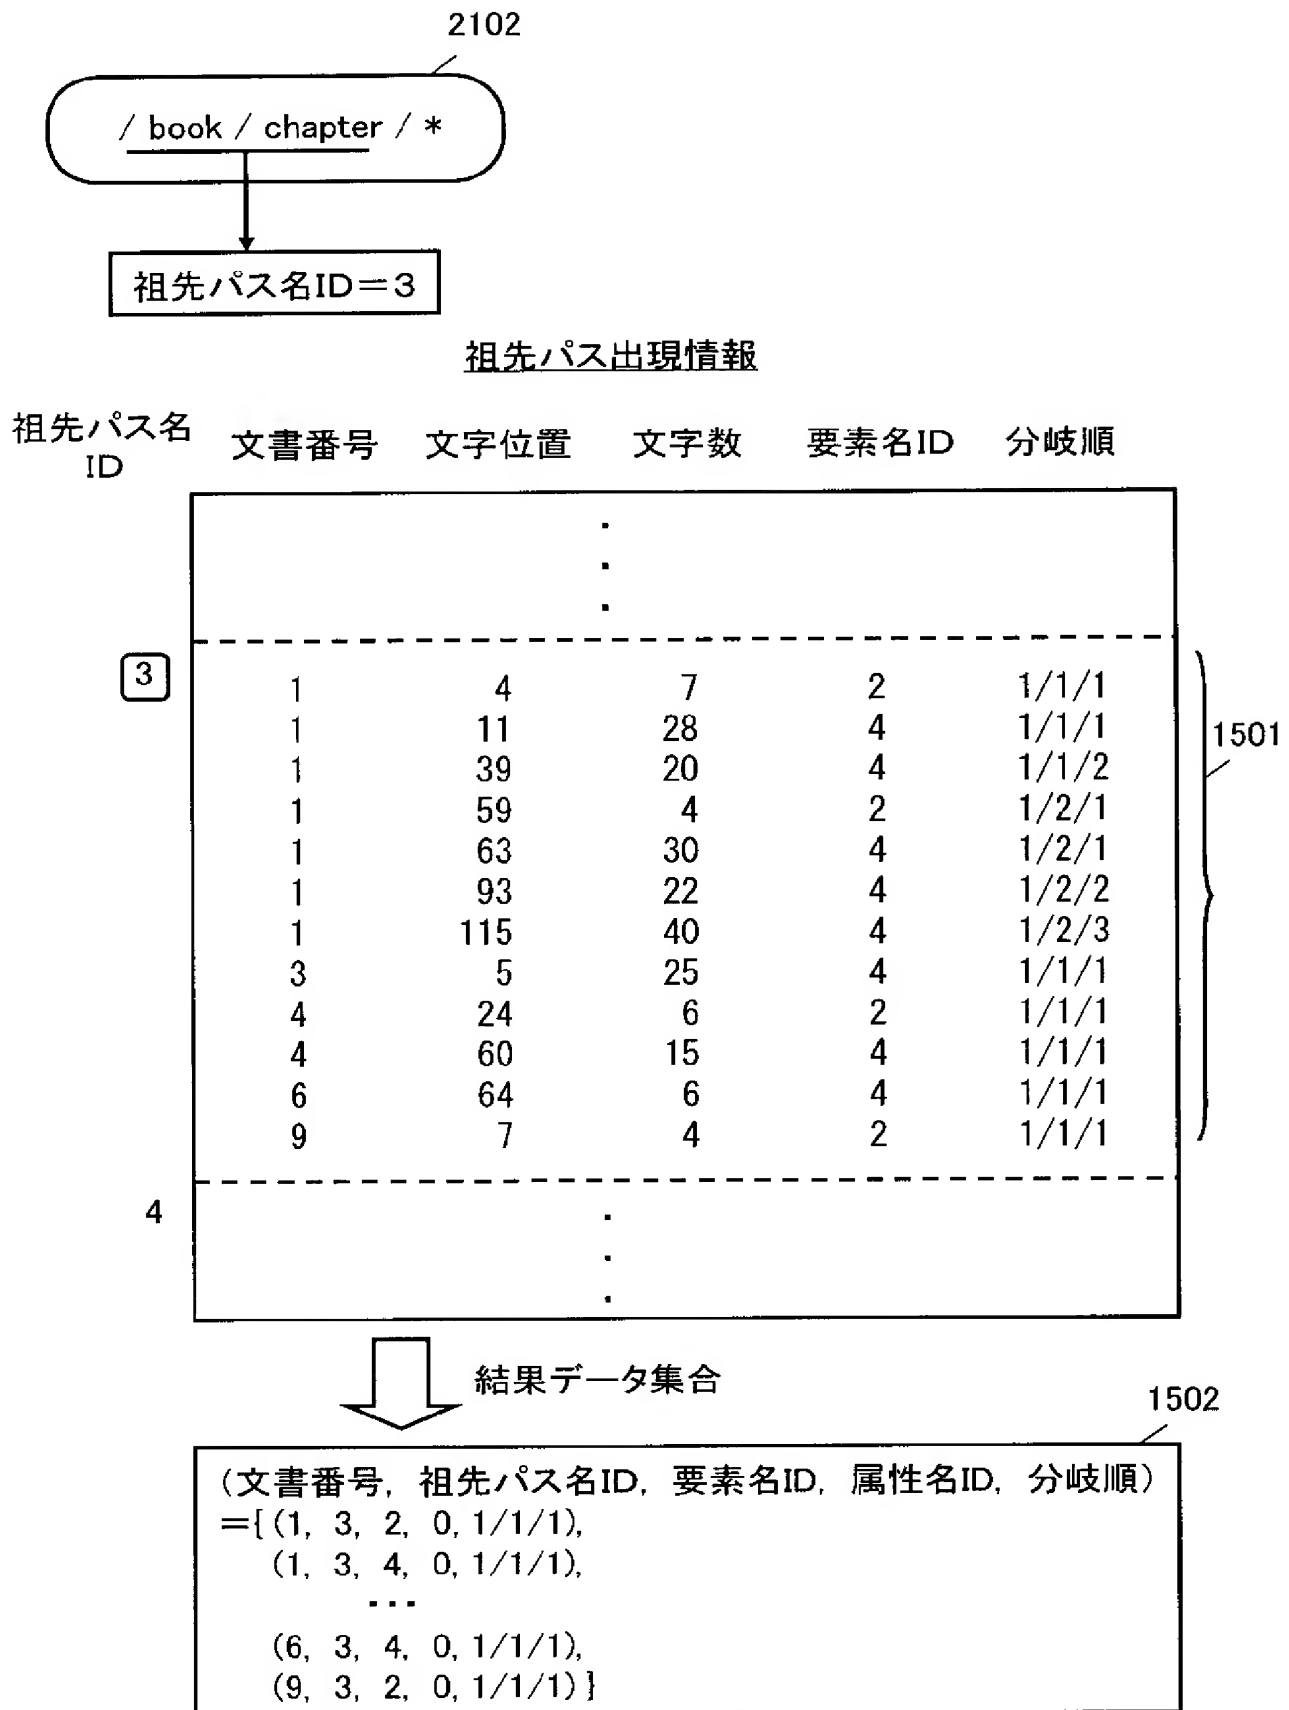 2102
/ book / chapter / *
祖先パス名ID=3
祖先パス出現情報
祖先パス名ID 文書番号 文字位置 文字数 要素名ID 分岐順
3
1 4 7 2 1/1/1
1 11 28 4 1/1/1
1 39 20 4 1/1/2
1 59 4 2 1/2/1
1 63 30 4 1/2/1
1 93 22 4 1/2/2
1 115 40 4 1/2/3
3 5 25 4 1/1/1
4 24 6 2 1/1/1
4 60 15 4 1/1/1
6 64 6 4 1/1/1
9 7 4 2 1/1/1
1501
4
結果データ集合
1502
(文書番号, 祖先パス名ID, 要素名ID, 属性名ID, 分岐順)
={ (1, 3, 2, 0, 1/1/1),
(1, 3, 4, 0, 1/1/1),
...
(6, 3, 4, 0, 1/1/1),
(9, 3, 2, 0, 1/1/1) }